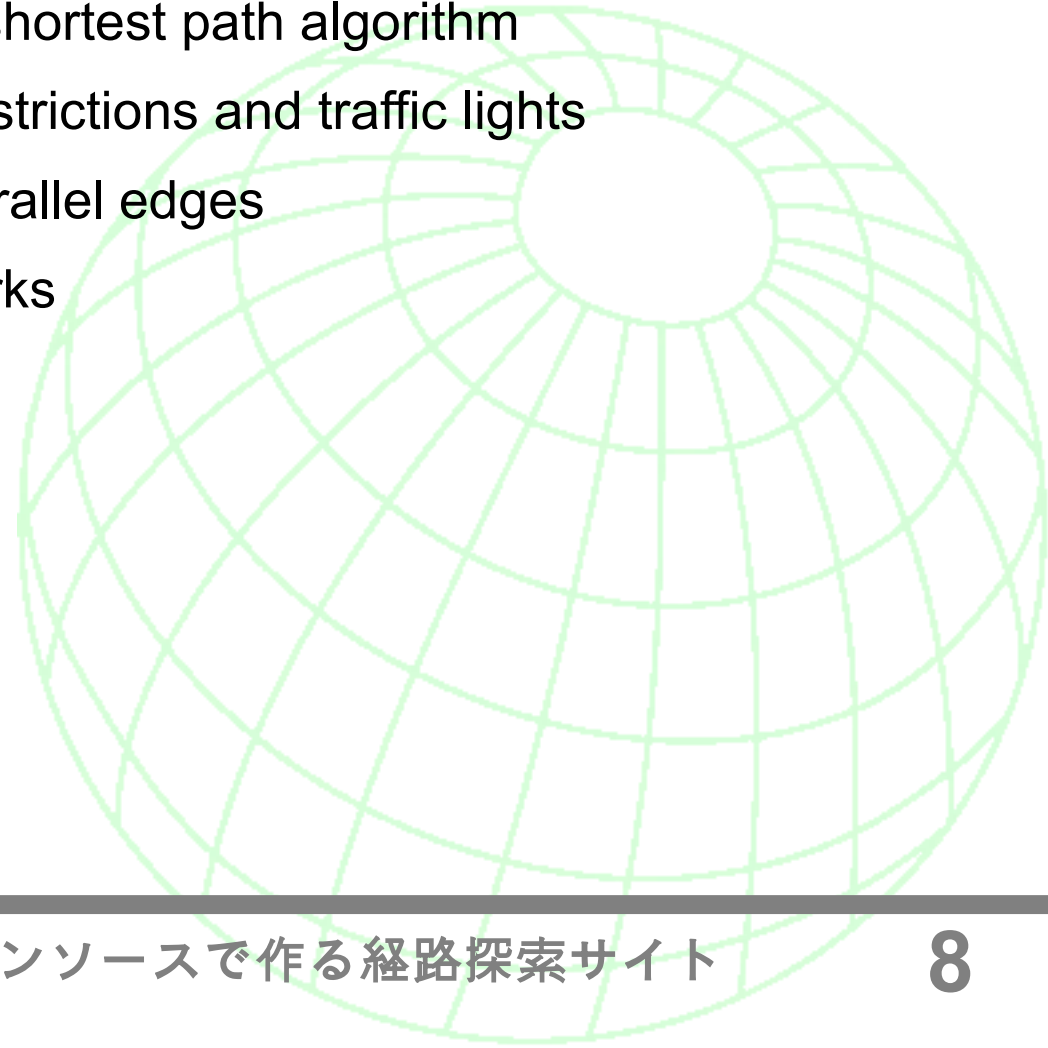 hortest path algorithm
strictions and traffic lights
rallel edges
rks
ンソースで作る経路探索サイト
8